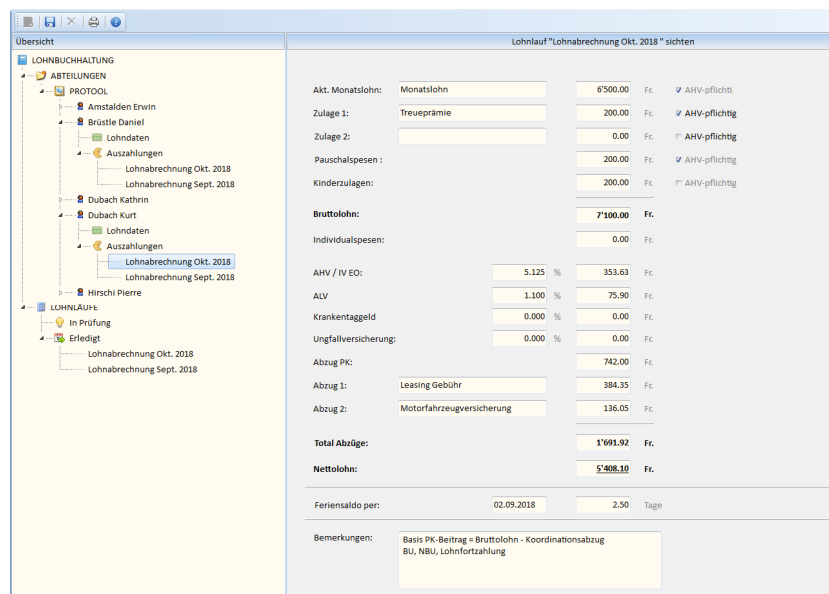 Übersicht
LOHNBUCHHALTUNG
ABTEILUNGEN
PROTOOL
Amstalden Erwin
Brüstle Daniel
Lohndaten
Auszahlungen
Lohnabrechnung Okt. 2018
Lohnabrechnung Sept. 2018
Dubach Kathrin
Dubach Kurt
Lohndaten
Auszahlungen
Lohnabrechnung Okt. 2018
Lohnabrechnung Sept. 2018
Hirschi Pierre
LOHNLÄUFE
In Prüfung
Erledigt
Lohnabrechnung Okt. 2018
Lohnabrechnung Sept. 2018
Lohnlauf "Lohnabrechnung Okt. 2018 " sichten
Akt. Monatslohn: Monatslohn 6'500.00 Fr. AHV-pflichti
Zulage 1: Treueprämie 200.00 Fr. AHV-pflichtig
Zulage 2: 0.00 Fr. AHV-pflichtig
Pauschalspesen : 200.00 Fr. AHV-pflichtig
Kinderzulagen: 200.00 Fr. AHV-pflichtig
Bruttolohn: 7'100.00 Fr.
Individualspesen: 0.00 Fr.
AHV / IV EO: 5.125 % 353.63 Fr.
ALV 1.100 % 75.90 Fr.
Krankentaggeld 0.000 % 0.00 Fr.
Ungfallversicherung: 0.000 % 0.00 Fr.
Abzug PK: 742.00 Fr.
Abzug 1: Leasing Gebühr 384.35 Fr.
Abzug 2: Motorfahrzeugversicherung 136.05 Fr.
Total Abzüge: 1'691.92 Fr.
Nettolohn: 5'408.10 Fr.
Feriensaldo per: 02.09.2018 2.50 Tage
Bemerkungen: Basis PK-Beitrag = Bruttolohn - Koordinationsabzug
BU, NBU, Lohnfortzahlung